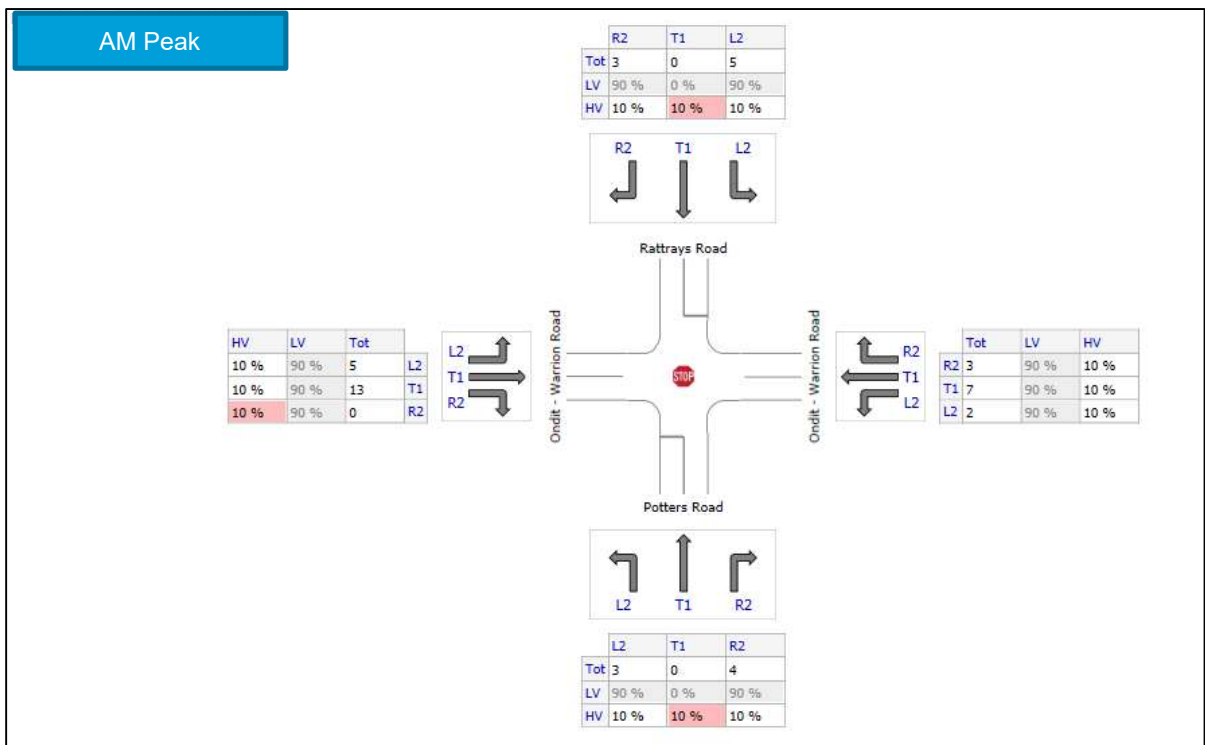 AM Peak
R2 T1 L2
Tot 3 0 5
LV 90 % 0 % 90 %
HV 10 % 10 % 10 %
R2 T1 L2
Rattrays Road
HV LV Tot
10 % 90 % 5 L2
10 % 90 % 13 T1
10 % 90 % 0 R2
L2
T1
R2
Ondit - Warrion Road
STOP
Ondit - Warrion Road
R2
T1
L2
Tot LV HV
R2 3 90 % 10 %
T1 7 90 % 10 %
L2 2 90 % 10 %
Potters Road
L2 T1 R2
L2 T1 R2
Tot 3 0 4
LV 90 % 0 % 90 %
HV 10 % 10 % 10 %